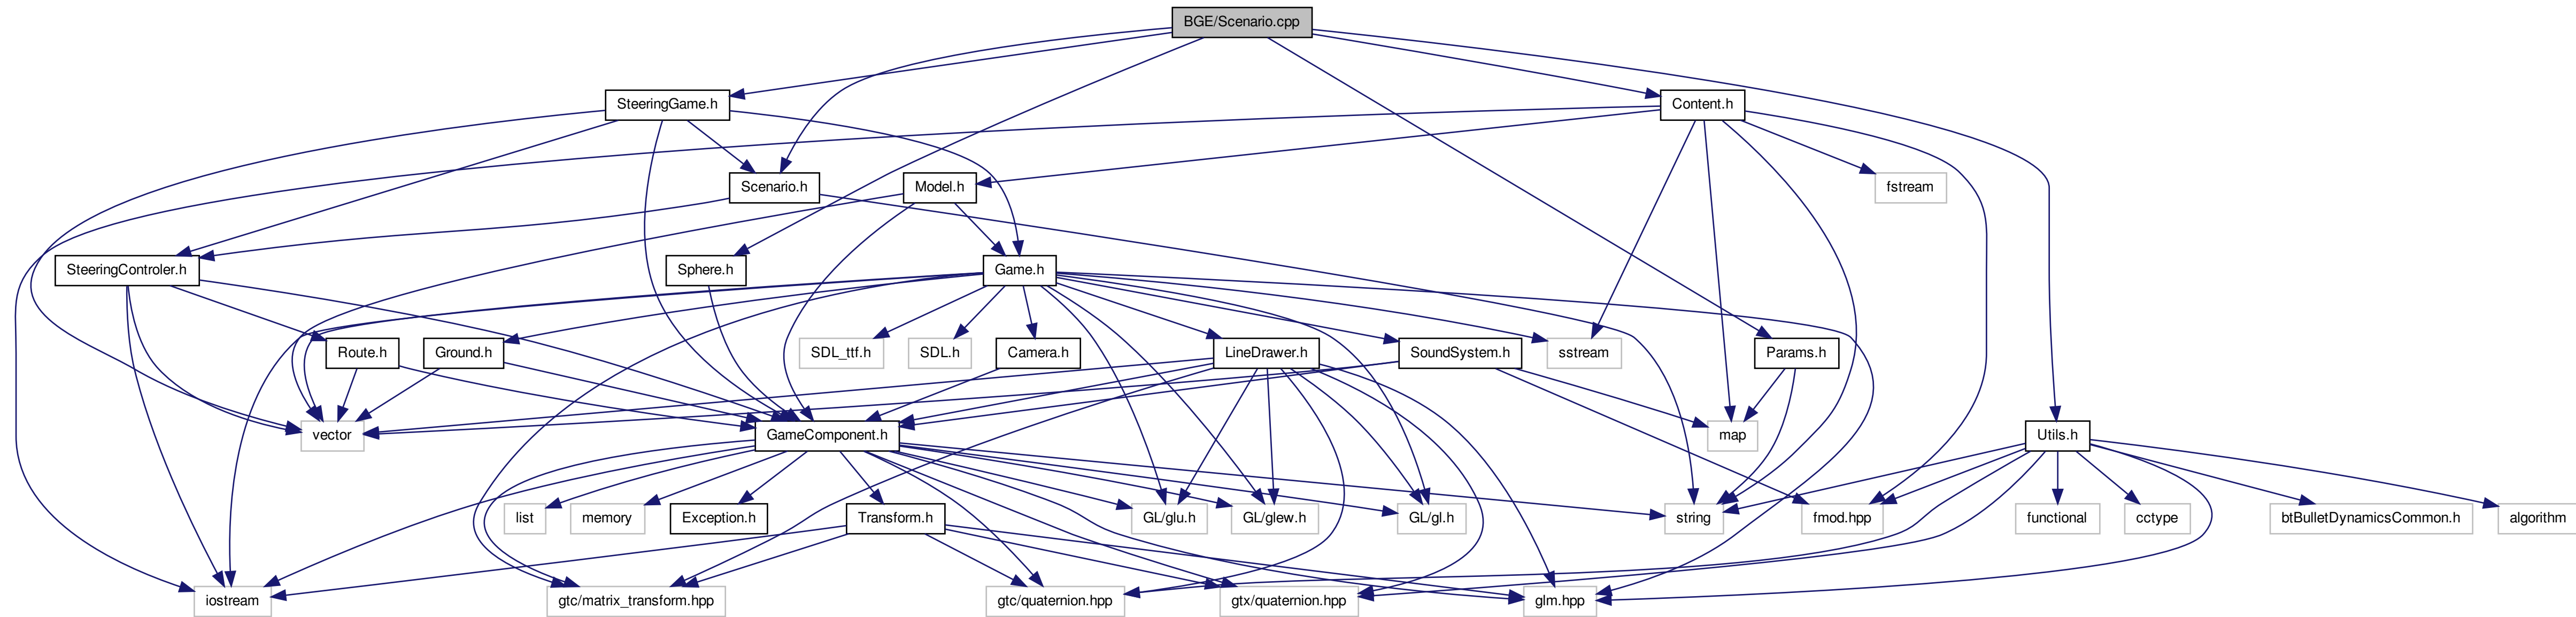 BGE/Scenario.cpp
SteeringGame.h
Content.h
Scenario.h
Model.h
fstream
SteeringControler.h
Sphere.h
Game.h
Route.h
Ground.h
SDL_ttf.h
SDL.h
Camera.h
LineDrawer.h
SoundSystem.h
sstream
Params.h
vector
GameComponent.h
map
Utils.h
list
memory
Exception.h
Transform.h
GL/glu.h
GL/glew.h
GL/gl.h
string
fmod.hpp
functional
cctype
btBulletDynamicsCommon.h
algorithm
iostream
gtc/matrix_transform.hpp
gtc/quaternion.hpp
gtx/quaternion.hpp
glm.hpp